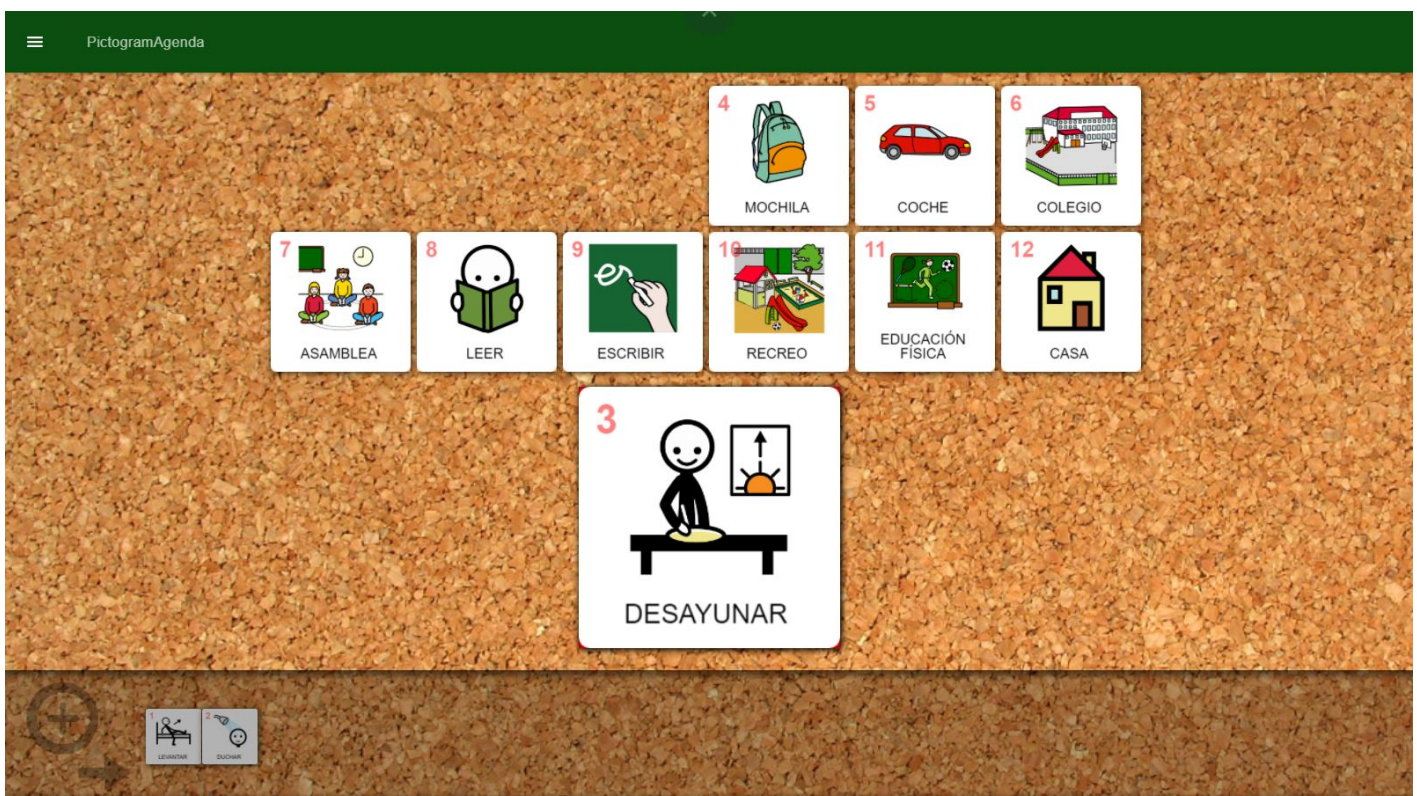 PictogramAgenda
4
MOCHILA
5
COCHE
6
COLEGIO
7
ASAMBLEA
8
LEER
9
ESCRIBIR
10
RECREO
11
EDUCACIÓN
FÍSICA
12
CASA
3
DESAYUNAR
1
LEVANTAR
2
DUCHAR